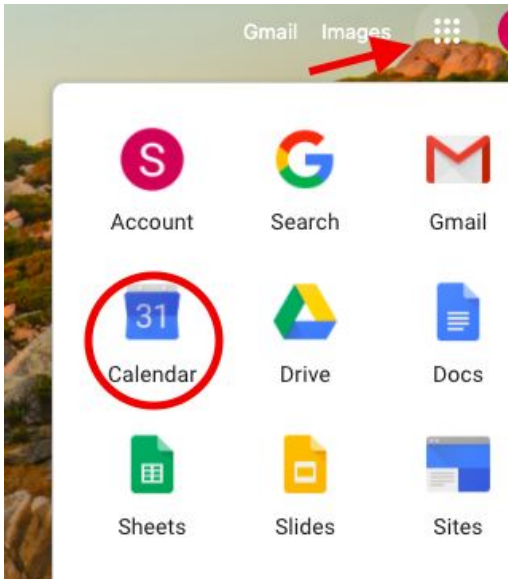 Gmail Images
S
Account Search Gmail
31
Calendar Drive Docs
Sheets Slides Sites